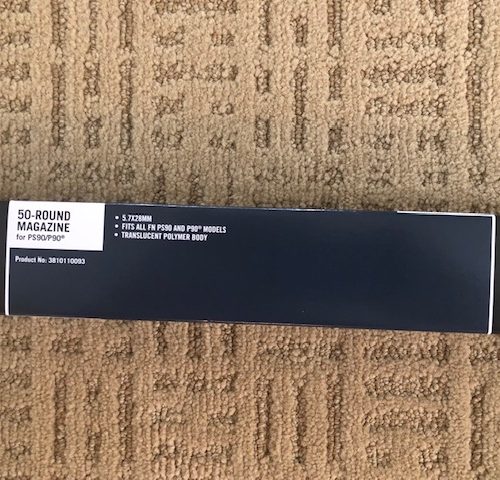 50-ROUND
MAGAZINE
for PS90/P90®
Product No: 3810110093
• 5.7X28MM
• FITS ALL FN PS90 AND P90® MODELS
• TRANSLUCENT POLYMER BODY